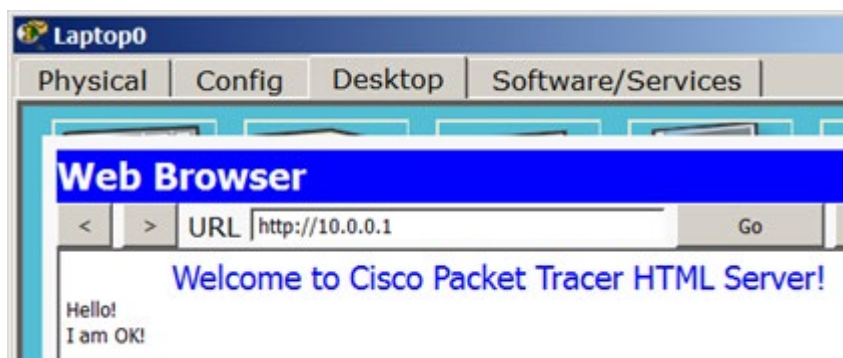 Laptop0
Physical Config Desktop Software/Services
Web Browser
< > URL http://10.0.0.1 Go
Welcome to Cisco Packet Tracer HTML Server!
Hello!
I am OK!